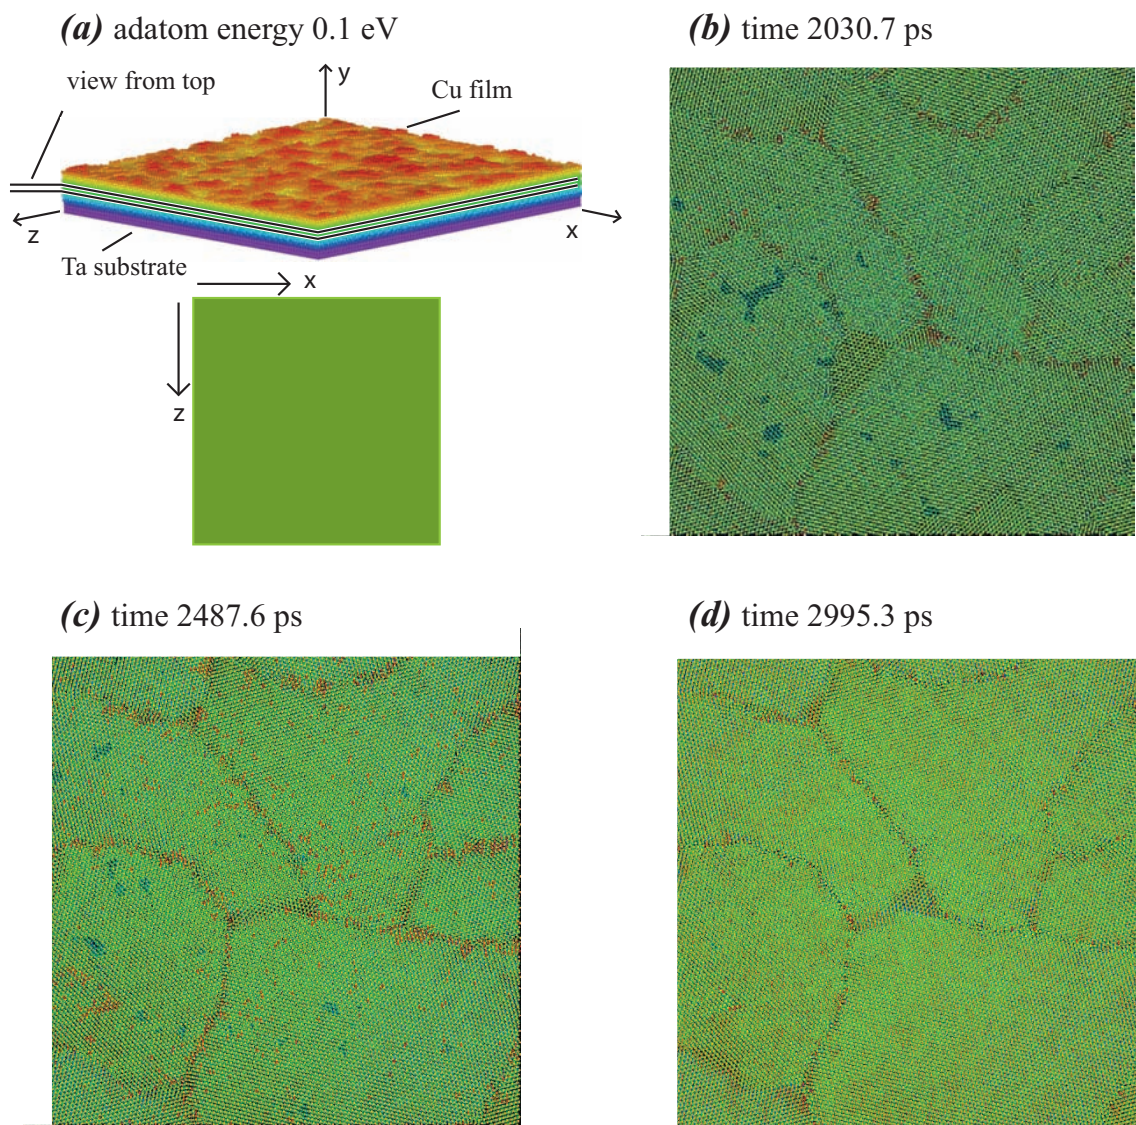 (a) adatom energy 0.1 eV
view from top
y
Cu film
z
x
Ta substrate
x
z
(b) time 2030.7 ps
(c) time 2487.6 ps
(d) time 2995.3 ps